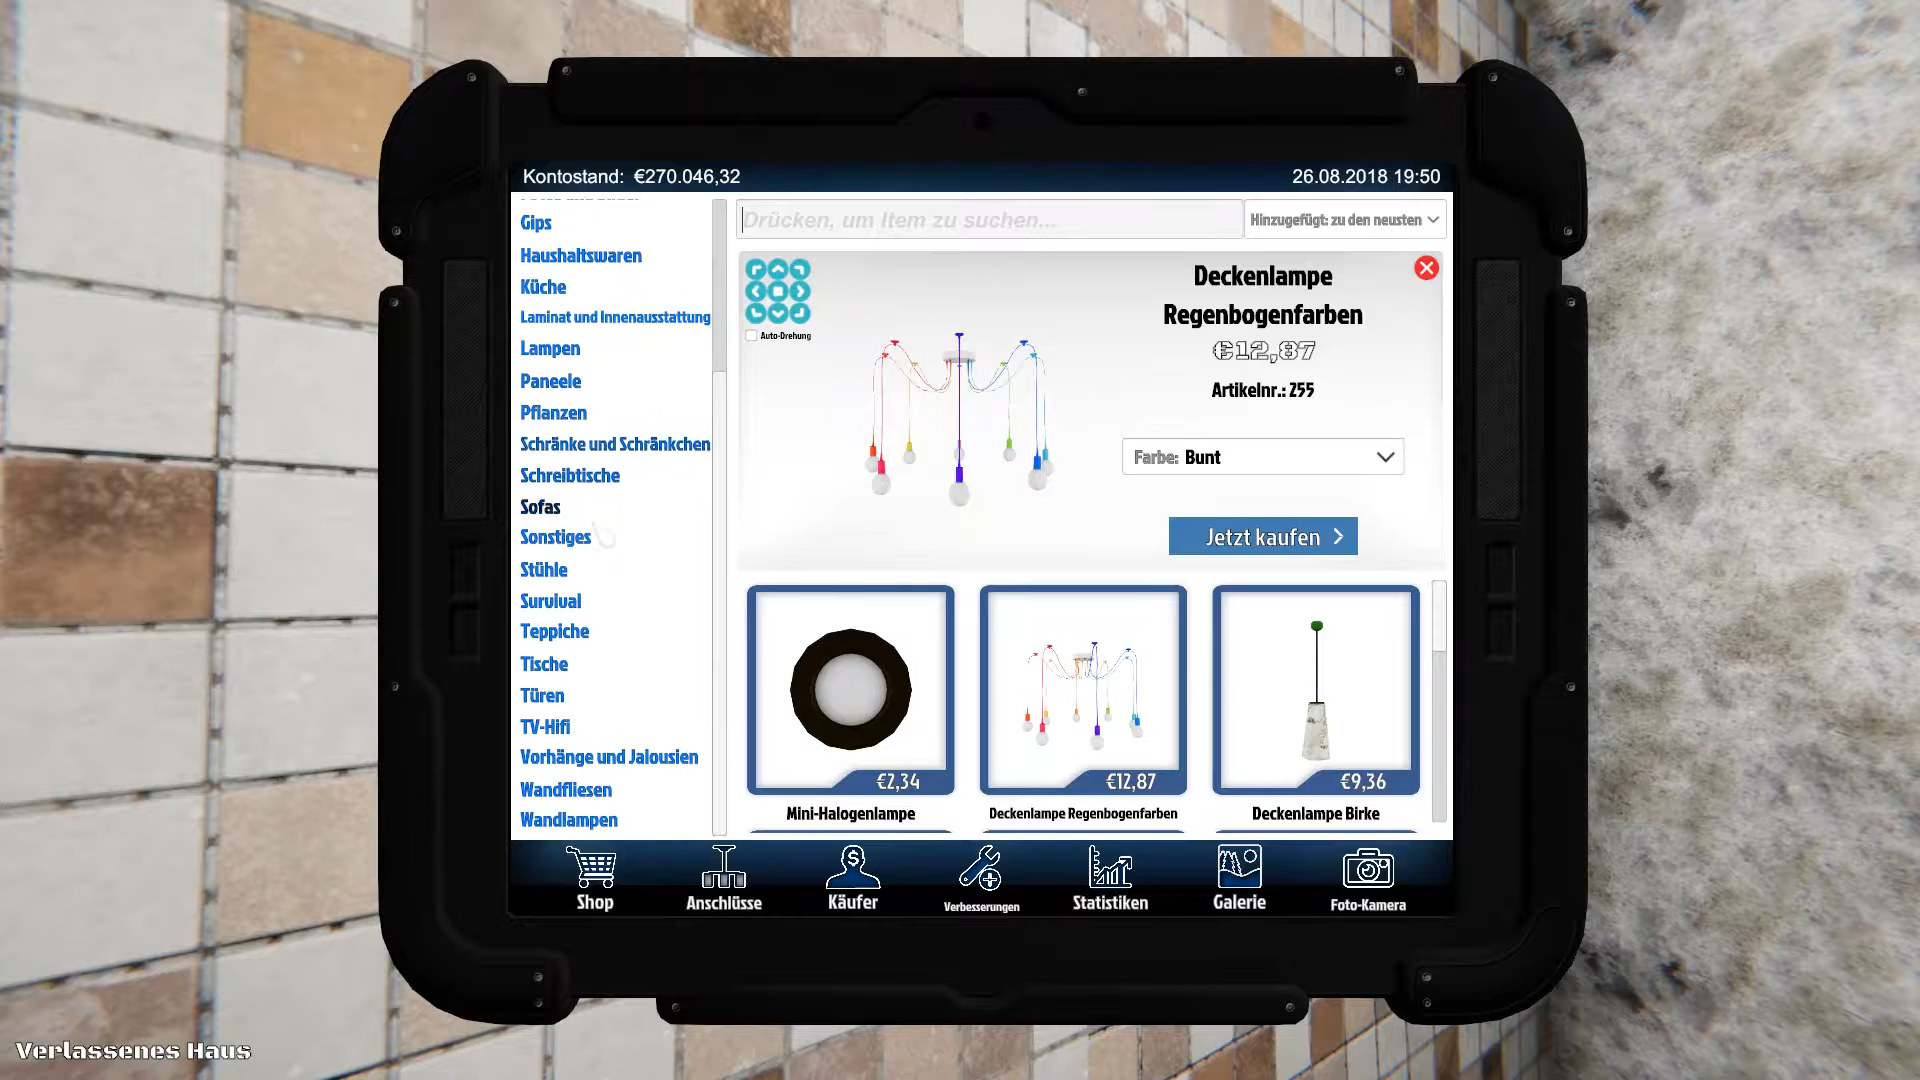 Kontostand: €270.046,32
26.08.2018 19:50
Gips
Haushaltswaren
Küche
Laminat und Innenausstattung
Lampen
Paneele
Pflanzen
Schränke und Schränkchen
Schreibtische
Sofas
Sonstiges
Stühle
Survival
Teppiche
Tische
Türen
TV-Hifi
Vorhänge und Jalousien
Wandfliesen
Wandlampen
Drücken, um Item zu suchen...
Hinzugefügt: zu den neusten
Auto-Drehung
Deckenlampe
Regenbogenfarben
€12,87
Artikelnr.: 255
Farbe: Bunt
Jetzt kaufen
€2,34
Mini-Halogenlampe
€12,87
Deckenlampe Regenbogenfarben
€9,36
Deckenlampe Birke
Shop
Anschlüsse
Käufer
Verbesserungen
Statistiken
Galerie
Foto-Kamera
Verlassenes Haus